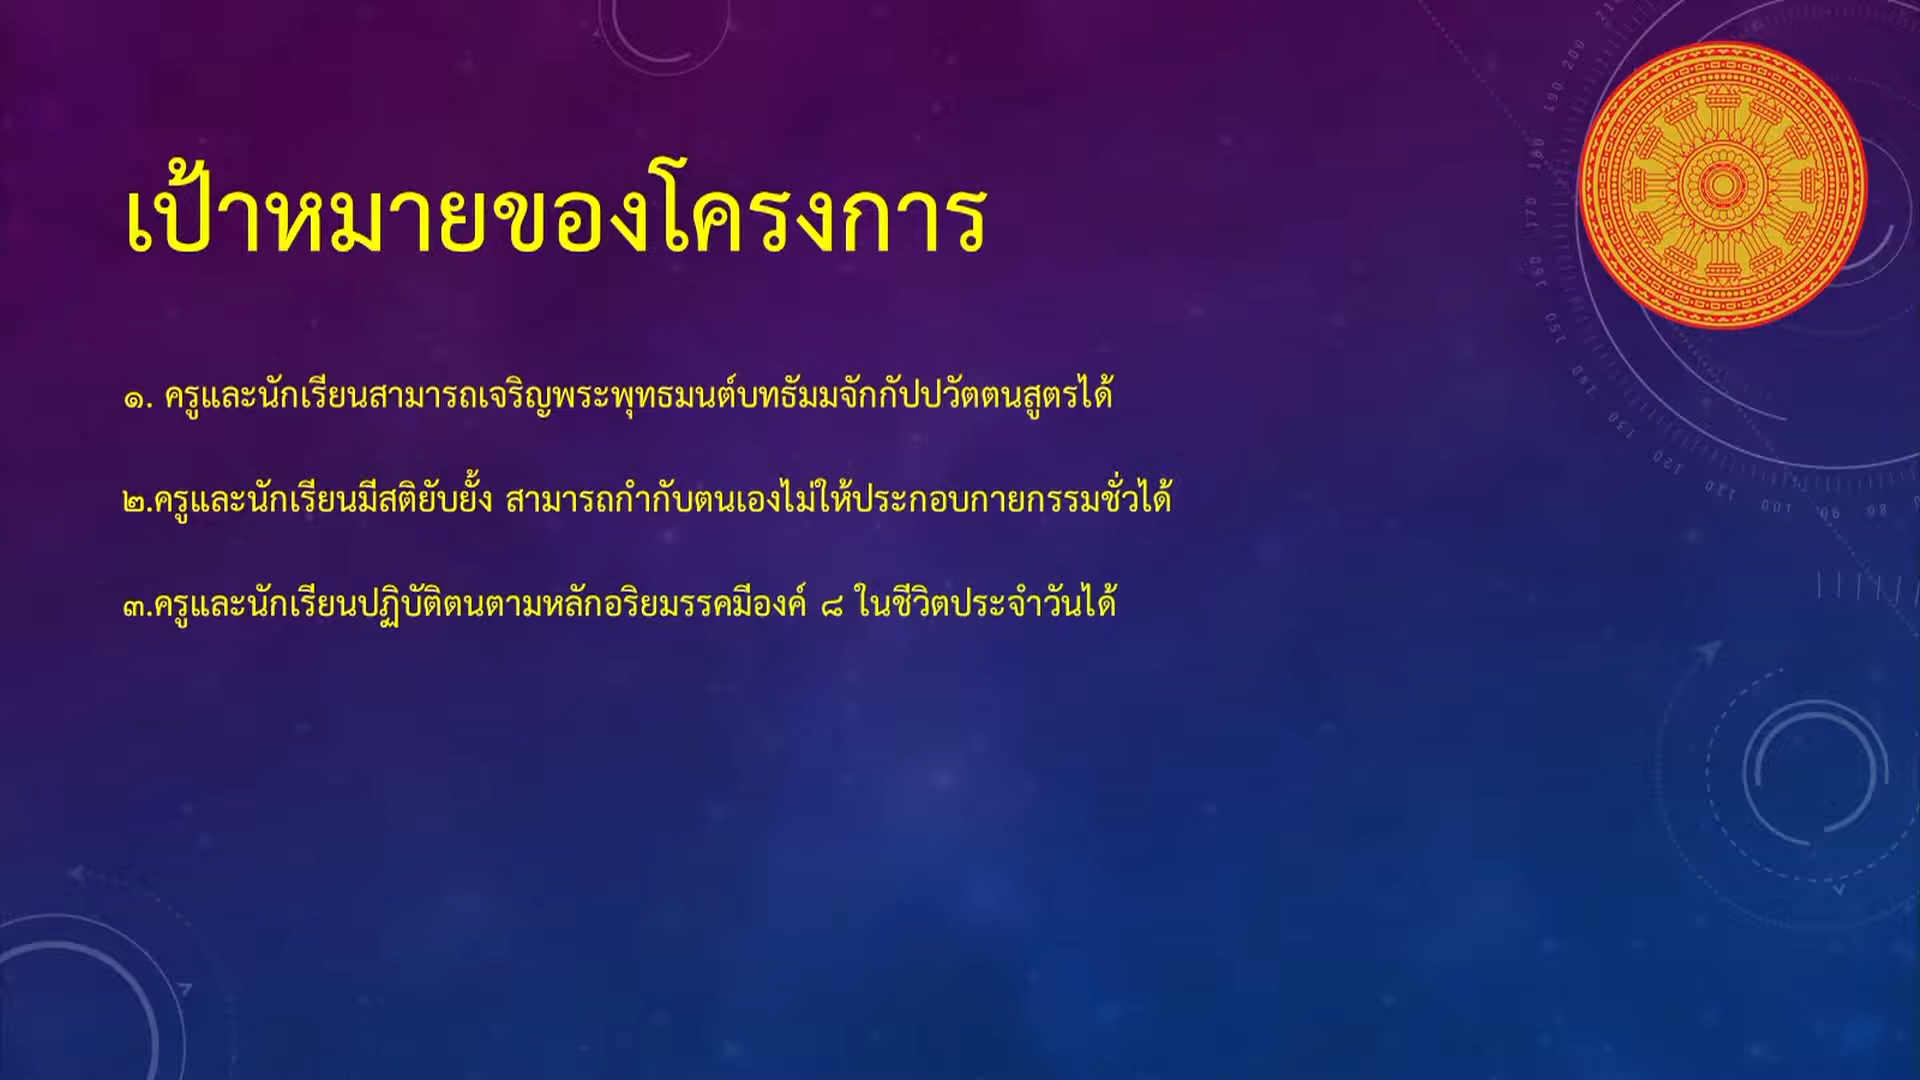 เป้าหมายของโครงการ
๑. ครูและนักเรียนสามารถเจริญพระพุทธมนต์บทธัมมจักกัปปวัตตนสูตรได้
๒.ครูและนักเรียนมีสติยับยั้ง สามารถกำกับตนเองไม่ให้ประกอบกายกรรมชั่วได้
๓.ครูและนักเรียนปฏิบัติตนตามหลักอริยมรรคมีองค์ ๘ ในชีวิตประจำวันได้